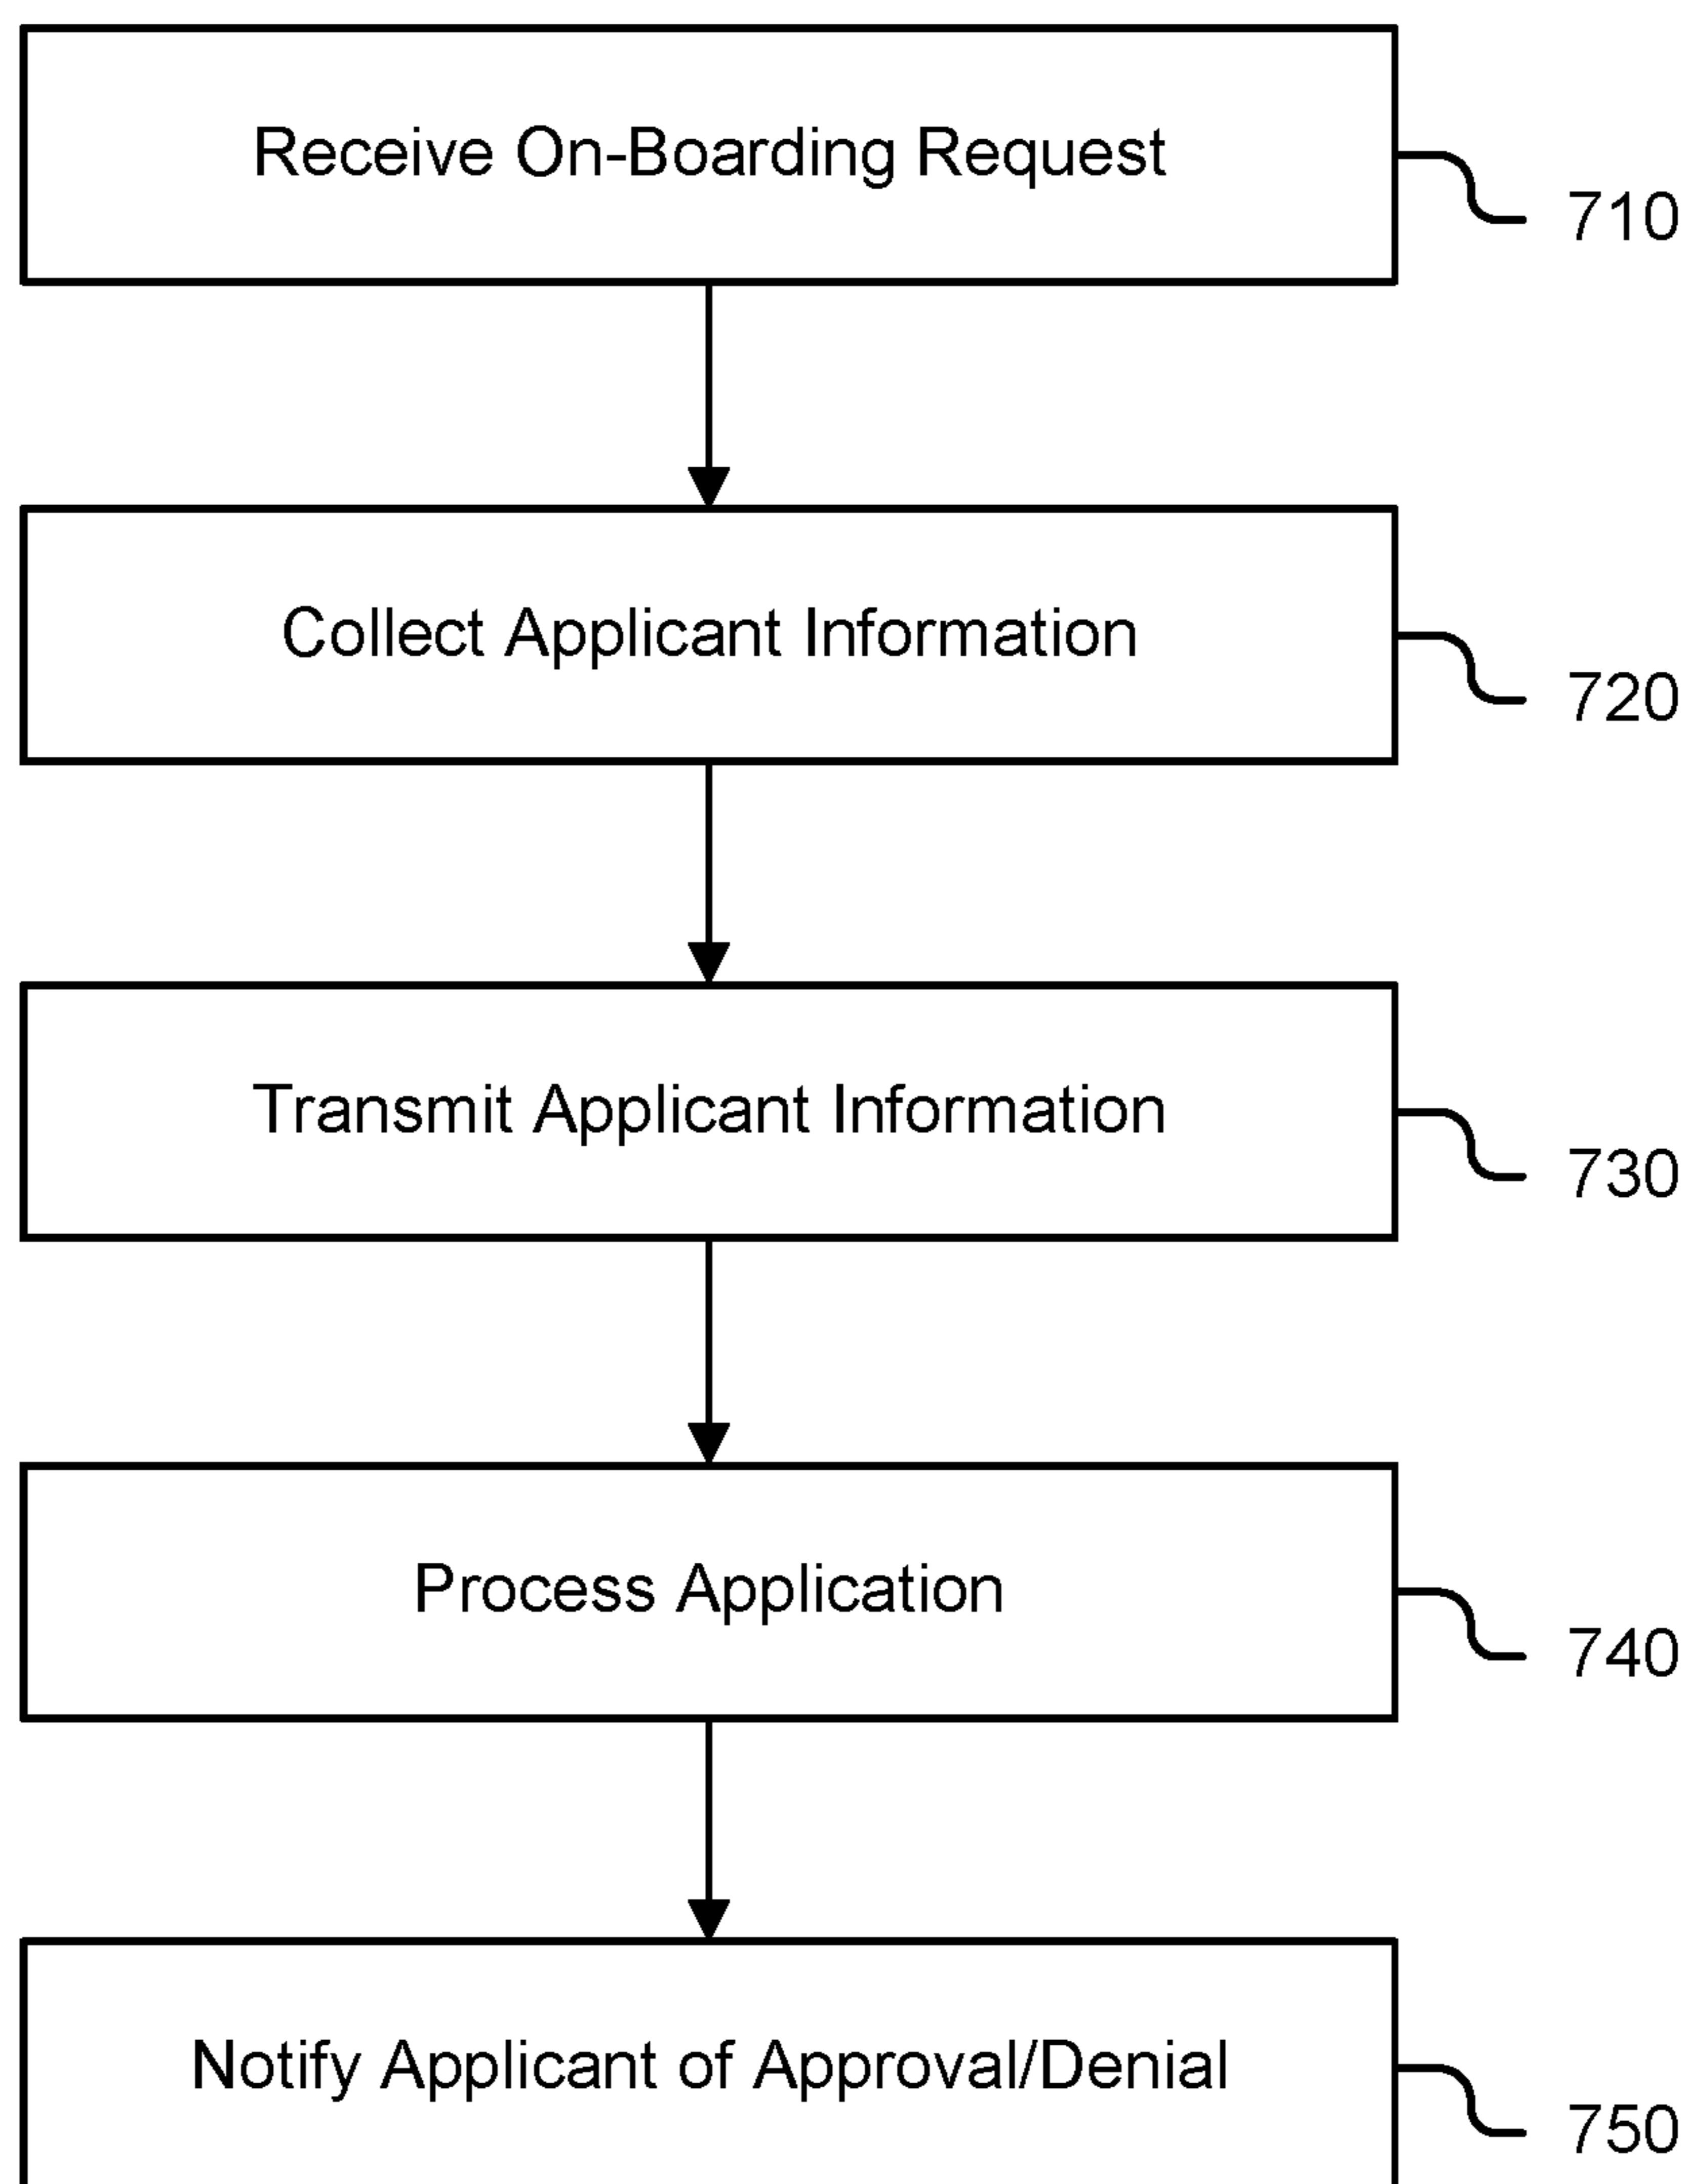 Receive On-Boarding Request
710
Collect Applicant Information
720
Transmit Applicant Information
730
Process Application
740
Notify Applicant of Approval/Denial
750